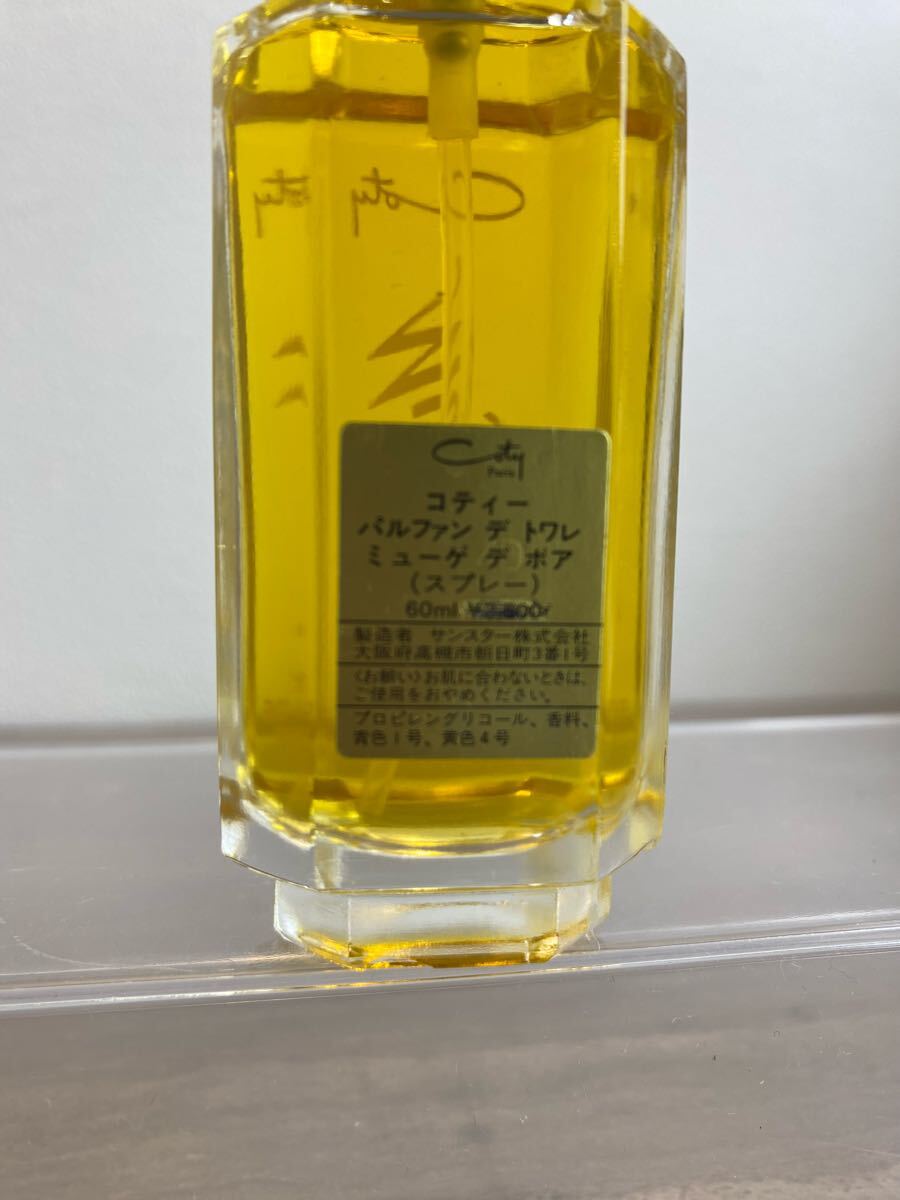 Coty
Coty
Paris
コティー
パルファン デ トワレ
ミューゲ デ ボア
（スプレー）
60ml
製造者 サンスター株式会社
大阪府高槻市朝日町3番1号
〈お願い〉お肌に合わないときは、
ご使用をおやめください。
プロピレングリコール、香料、
青色1号、黄色4号